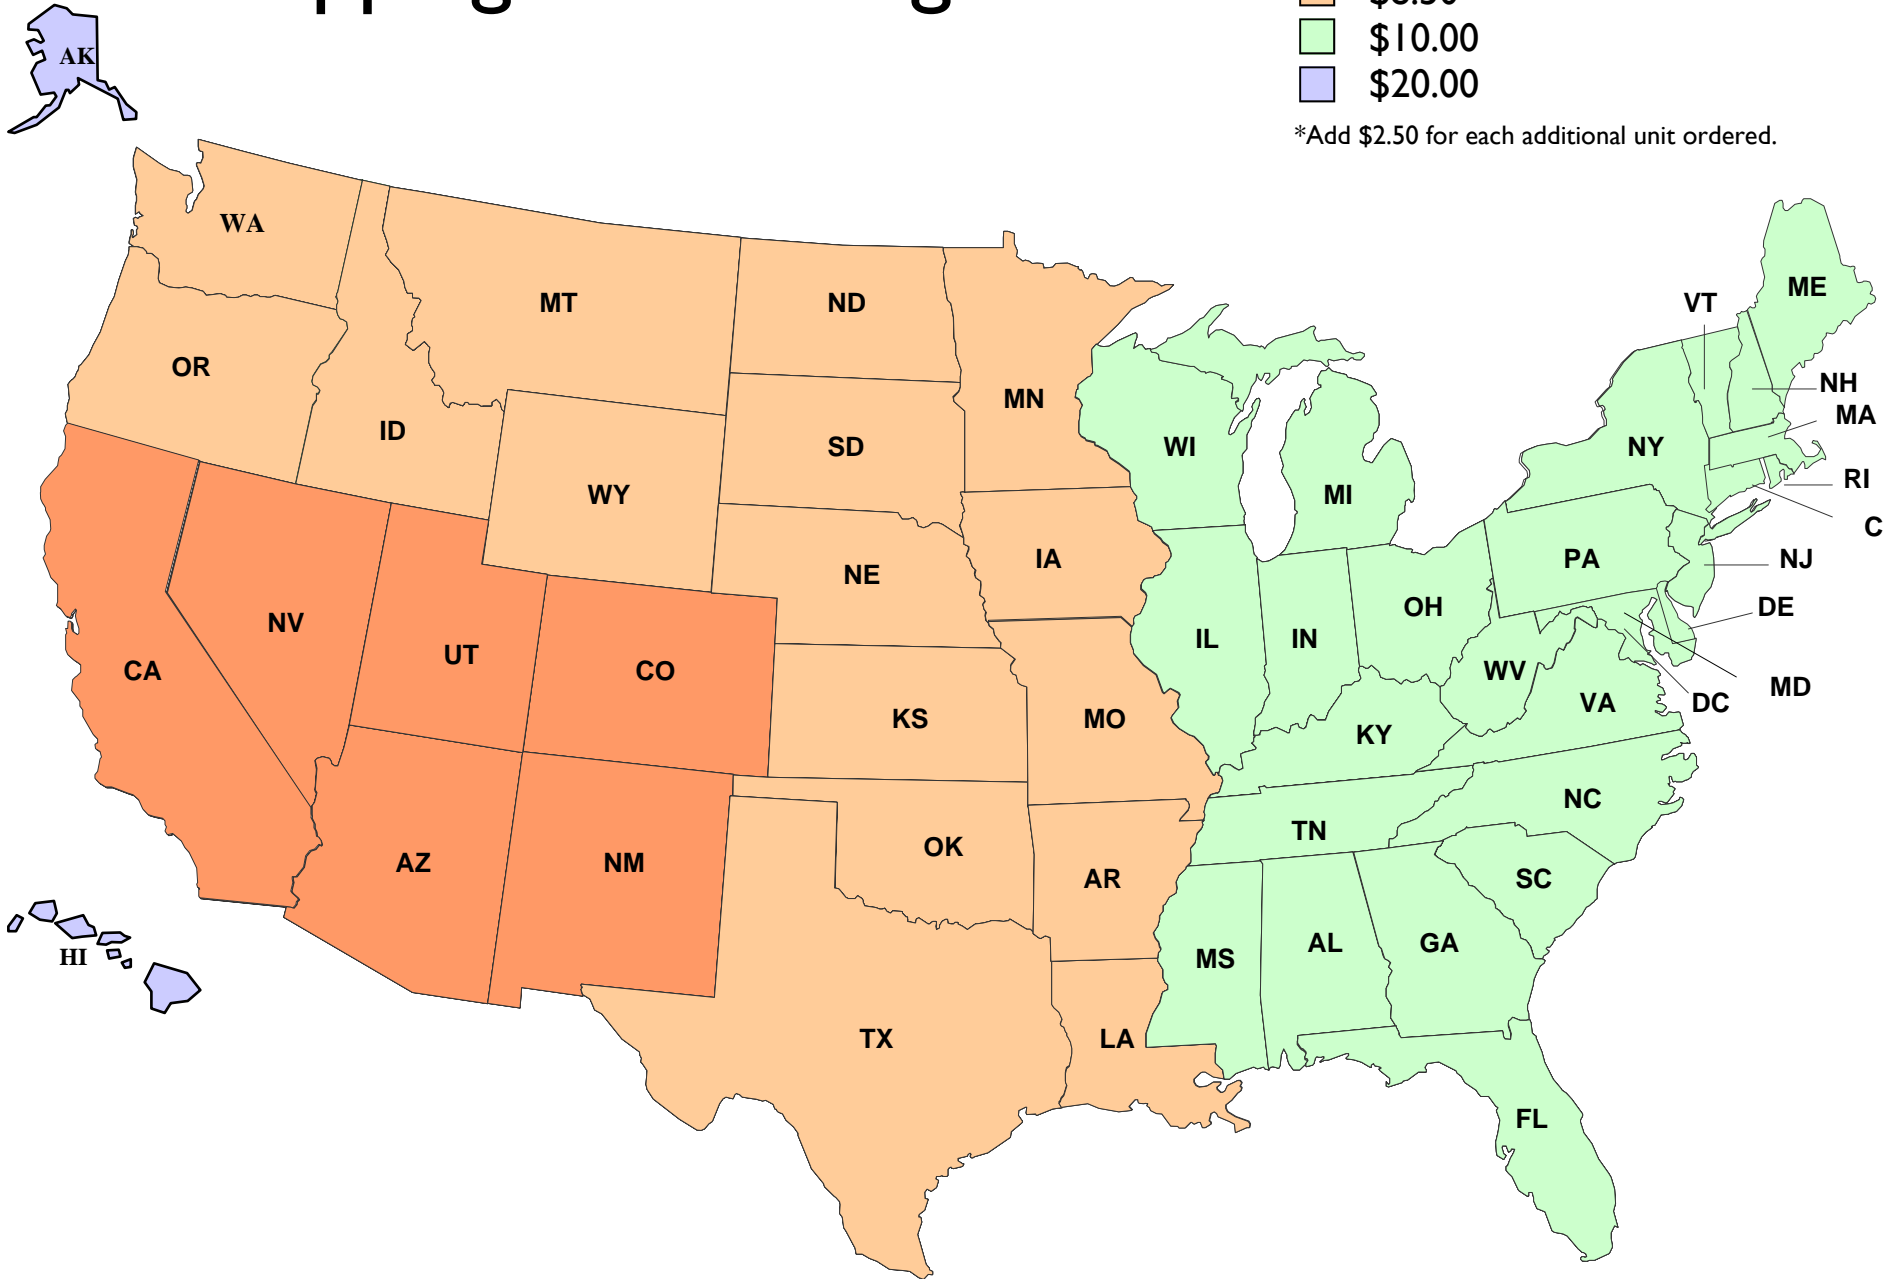 $10.00
$20.00
*Add $2.50 for each additional unit ordered.
AK
WA
MT
ND
MN
OR
ID
WY
SD
WI
MI
NY
VT
ME
NH
MA
RI
C
NJ
DE
MD
DC
PA
IA
NE
OH
IN
IL
WV
VA
NV
UT
CO
CA
KS
MO
KY
NC
TN
AZ
NM
OK
AR
SC
HI
MS
AL
GA
TX
LA
FL